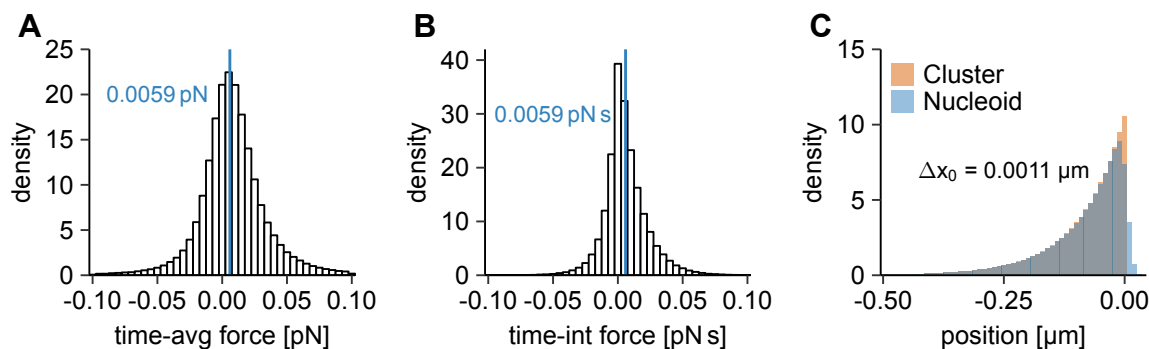 A
25
20
15
10
5
0
density
0.0059 pN
-0.10
-0.05
0.00
0.05
0.10
time-avg force [pN]
B
40
30
20
10
0
density
0.0059 pN s
-0.10
-0.05
0.00
0.05
0.10
time-int force [pN s]
C
15
10
5
0
density
Cluster
Nucleoid
Δx₀ = 0.0011 µm
-0.50
-0.25
0.00
position [µm]